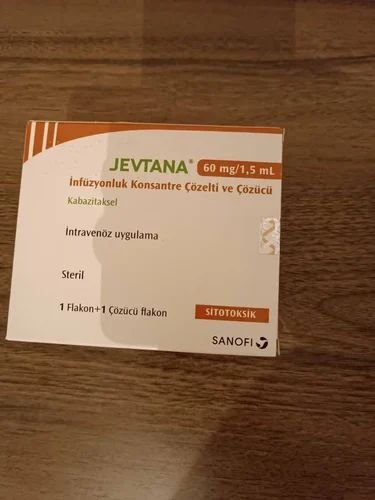 JEVTANA® 60 mg/1,5 mL
İnfüzyonluk Konsantre Çözelti ve Çözücü
Kabazitaksel
İntravenöz uygulama
Steril
1 Flakon+1 Çözücü flakon
SİTOTOKSİK
SANOFI